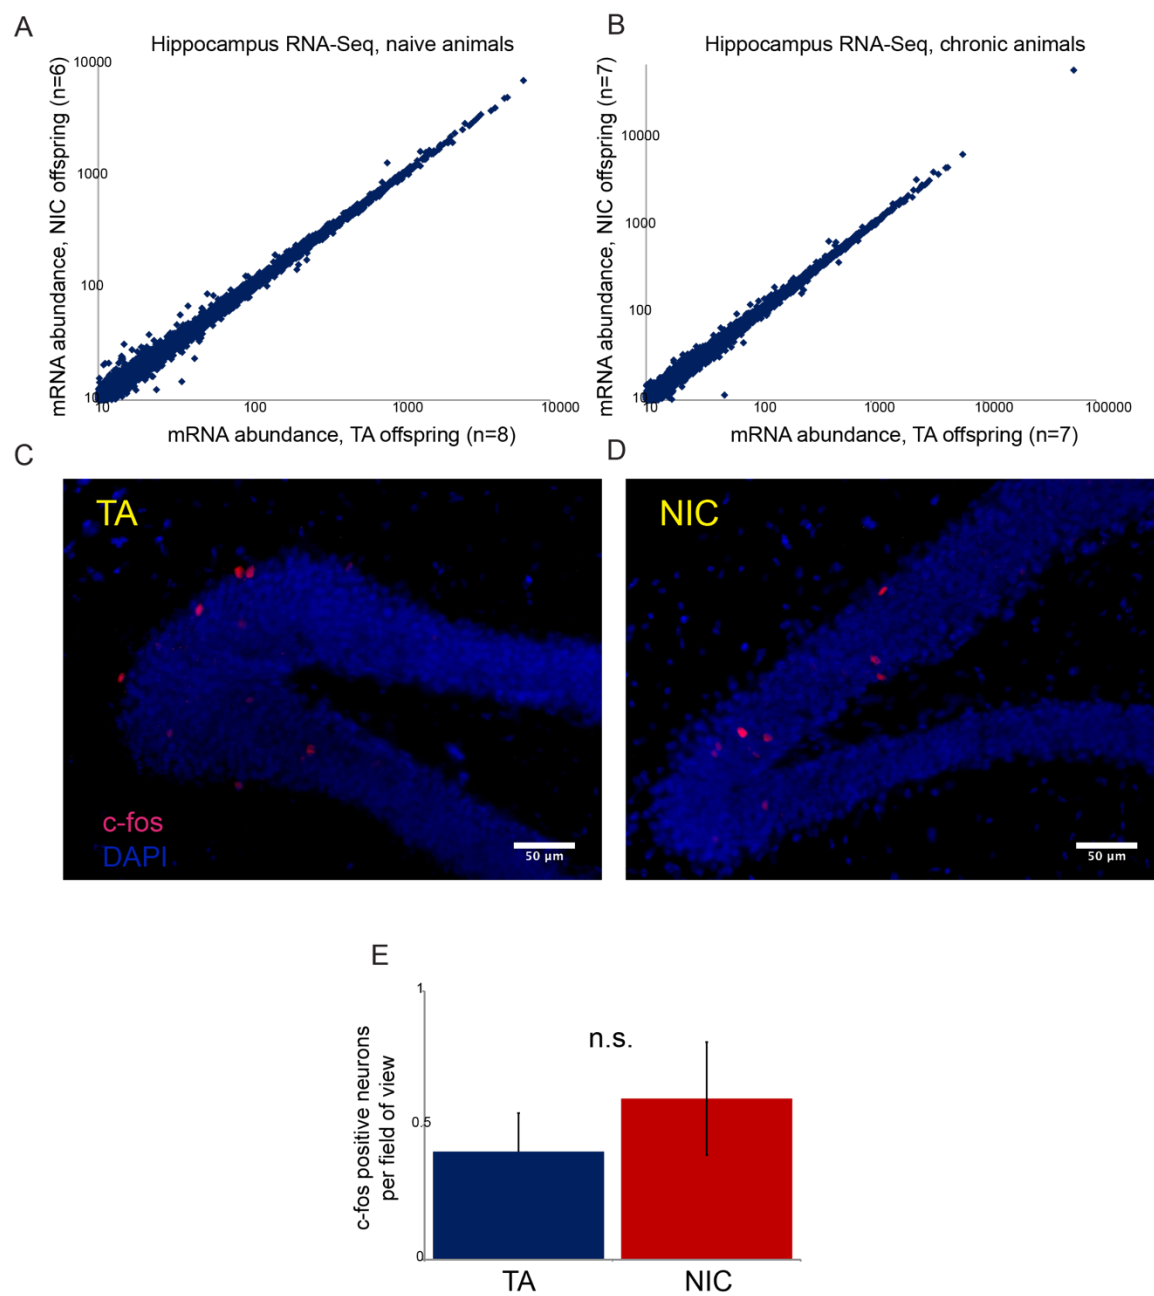 A
Hippocampus RNA-Seq, naive animals
mRNA abundance, NIC offspring (n=6)
10000
1000
100
10
10
100
1000
10000
mRNA abundance, TA offspring (n=8)
B
Hippocampus RNA-Seq, chronic animals
mRNA abundance, NIC offspring (n=7)
10000
1000
100
10
10
100
1000
10000
100000
mRNA abundance, TA offspring (n=7)
C
TA
c-fos
DAPI
50 µm
D
NIC
50 µm
E
c-fos positive neurons
per field of view
1
0.5
0
n.s.
TA
NIC